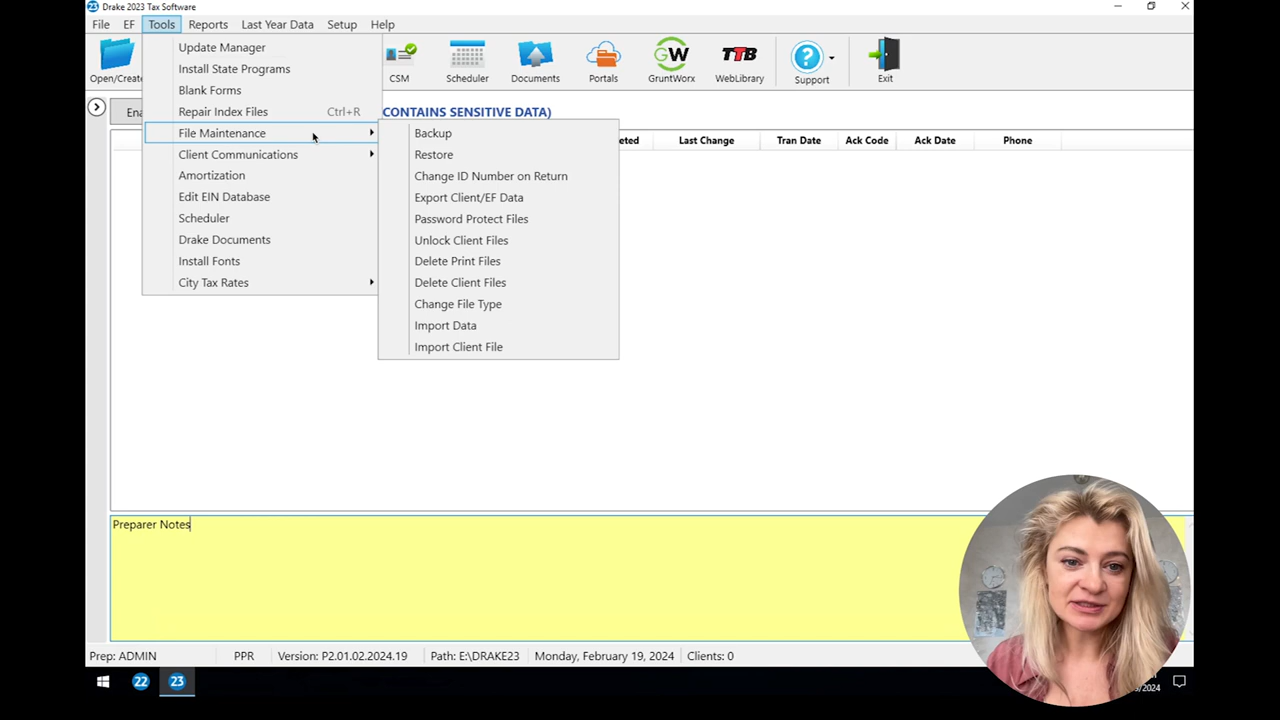 23 Drake 2023 Tax Software
File EF Tools Reports Last Year Data Setup Help
Open/Create CSM Scheduler Documents Portals GruntWorx WebLibrary Support Exit
GW
TTB
Update Manager
Install State Programs
Blank Forms
Repair Index Files Ctrl+R
File Maintenance
Client Communications
Amortization
Edit EIN Database
Scheduler
Drake Documents
Install Fonts
City Tax Rates
Ena
CONTAINS SENSITIVE DATA)
eted Last Change Tran Date Ack Code Ack Date Phone
Backup
Restore
Change ID Number on Return
Export Client/EF Data
Password Protect Files
Unlock Client Files
Delete Print Files
Delete Client Files
Change File Type
Import Data
Import Client File
Preparer Notes
Prep: ADMIN PPR Version: P2.01.02.2024.19 Path: E:\DRAKE23 Monday, February 19, 2024 Clients: 0
22 23
/2024